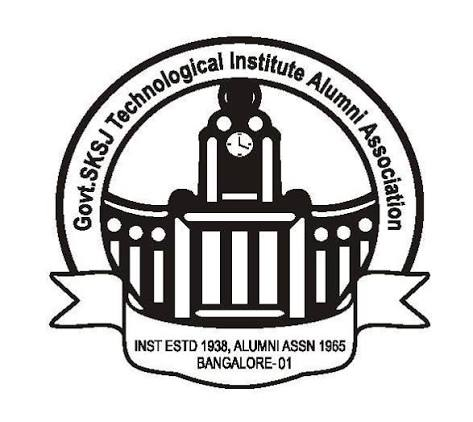 Govt.SKSJ Technological Institute Alumni Association
INST ESTD 1938, ALUMNI ASSN 1965
BANGALORE-01